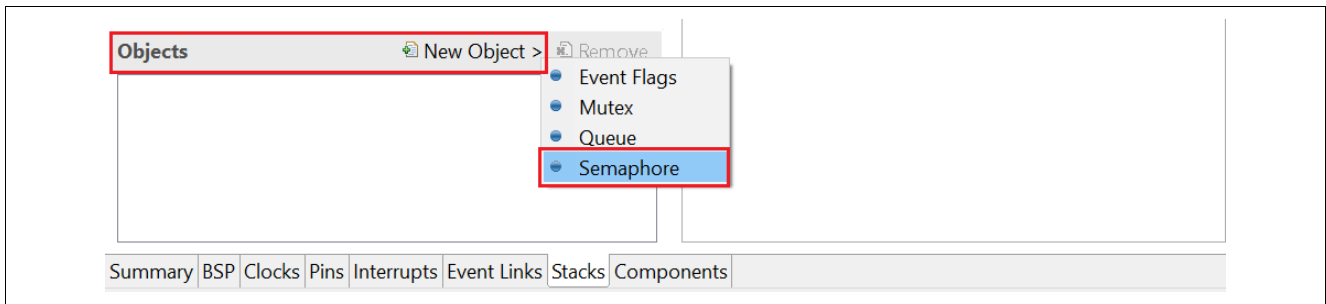 Objects New Object > Remove
Event Flags
Mutex
Queue
Semaphore
Summary BSP Clocks Pins Interrupts Event Links Stacks Components